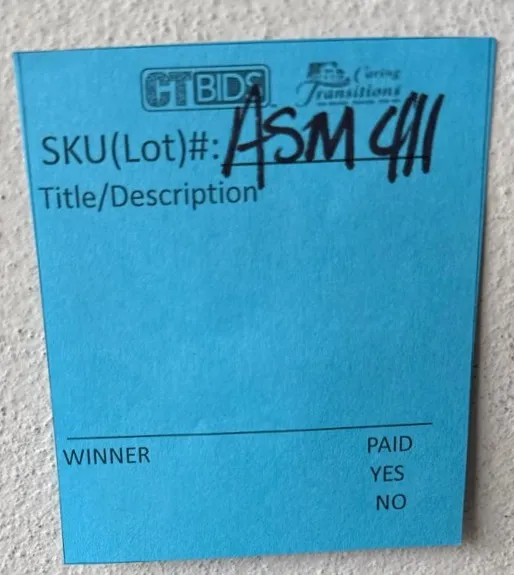 CTBIDS Caring
Transitions
SKU(Lot)#: ASM 411
Title/Description
WINNER PAID
YES
NO